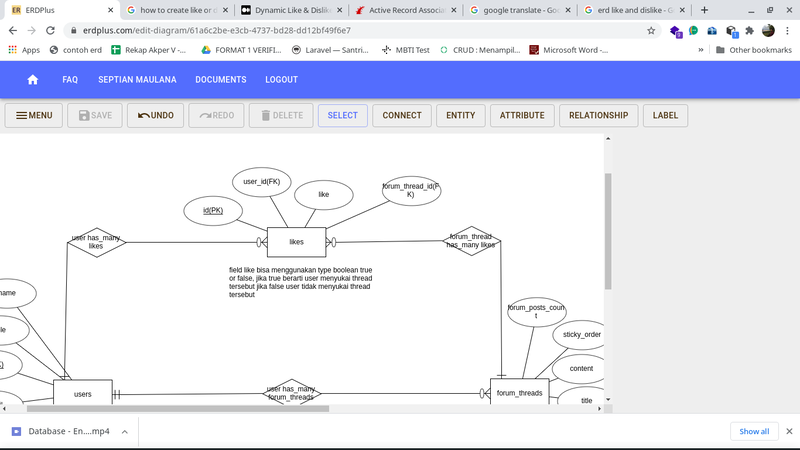 ERDPlus
how to create like or d
Dynamic Like & Dislike
Active Record Associat
google translate - Goo
erd like and dislike - G
erdplus.com/edit-diagram/61a6c2be-e3cb-4737-bd28-dd12bf49f6e7
Apps
contoh erd
Rekap Akper V -...
FORMAT 1 VERIFI...
Laravel — Santri...
MBTI Test
CRUD : Menampil...
Microsoft Word -...
»
Other bookmarks
FAQ
SEPTIAN MAULANA
DOCUMENTS
LOGOUT
MENU
SAVE
UNDO
REDO
DELETE
SELECT
CONNECT
ENTITY
ATTRIBUTE
RELATIONSHIP
LABEL
user_id(FK)
forum_thread_id(F
K)
like
id(PK)
likes
user has_many
likes
forum_thread
has_many likes
field like bisa menggunakan type boolean true
or false, jika true berarti user menyukai thread
tersebut jika false user tidak menyukai thread
tersebut
name
forum_posts_coun
t
le
sticky_order
content
users
user has_many
forum_threads
forum_threads
title
Database - En....mp4
Show all